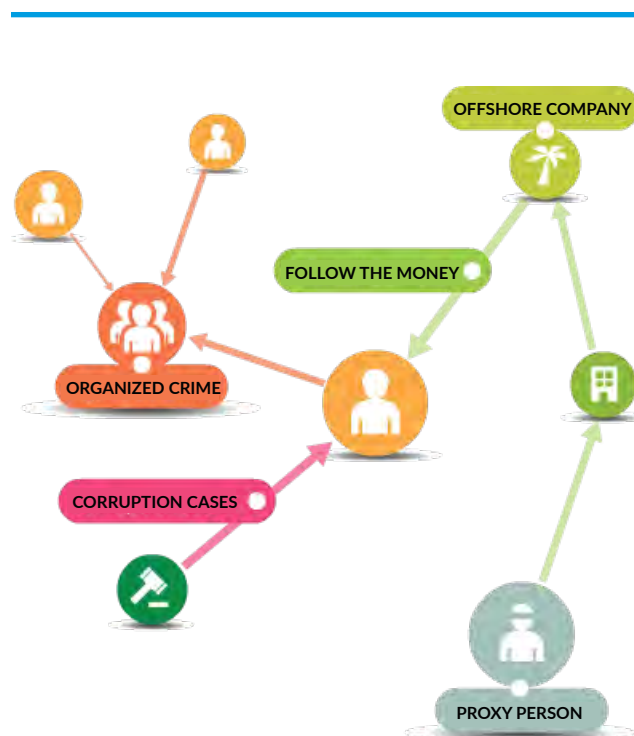 OFFSHORE COMPANY
FOLLOW THE MONEY
ORGANIZED CRIME
CORRUPTION CASES
PROXY PERSON